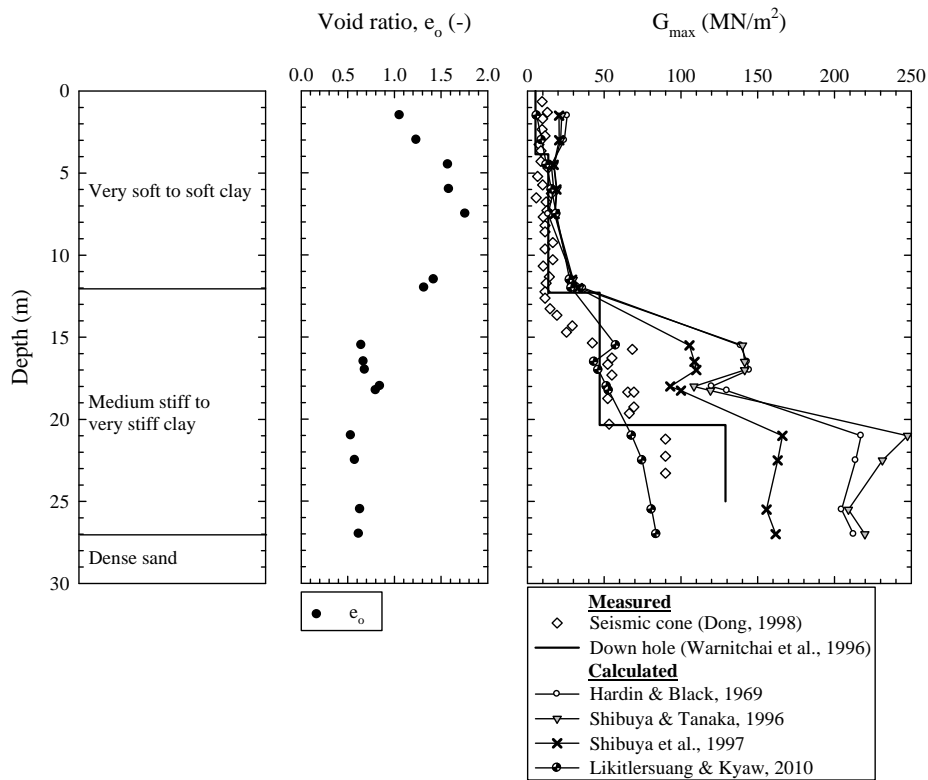 Void ratio, e_o (-)
G_max (MN/m²)
0.0 0.5 1.0 1.5 2.0
0 50 100 150 200 250
Depth (m)
0
5
10
15
20
25
30
Very soft to soft clay
Medium stiff to
very stiff clay
Dense sand
e_o
Measured
Seismic cone (Dong, 1998)
Down hole (Warnitchai et al., 1996)
Calculated
Hardin & Black, 1969
Shibuya & Tanaka, 1996
Shibuya et al., 1997
Likitlersuang & Kyaw, 2010